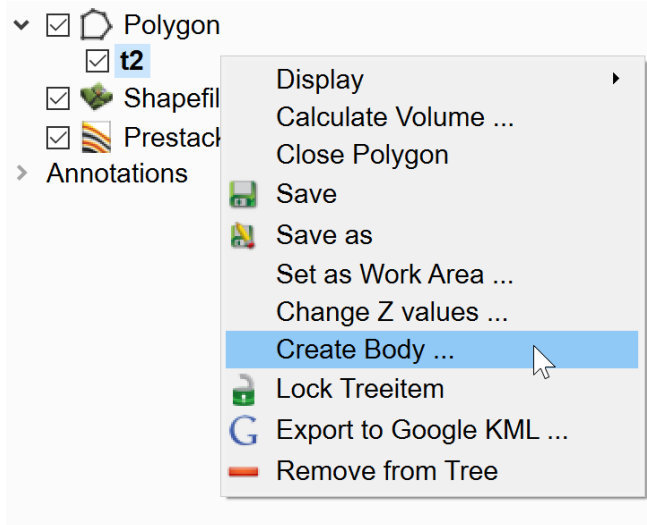 Polygon
t2
Shapefil
Prestack
Annotations
Display
Calculate Volume ...
Close Polygon
Save
Save as
Set as Work Area ...
Change Z values ...
Create Body ...
Lock Treeitem
Export to Google KML ...
Remove from Tree